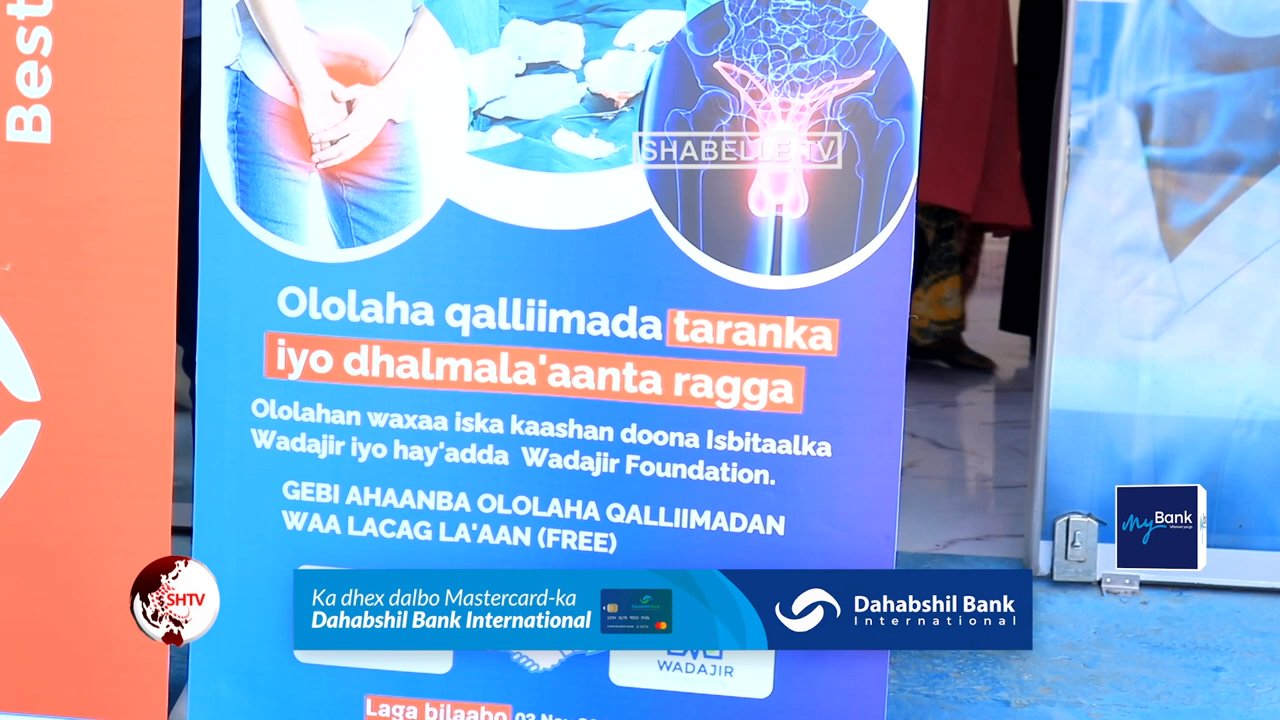 Best
SHABELLE TV
Ololaha qalliimada taranka
iyo dhalmala'aanta ragga
Ololahan waxaa iska kaashan doona Isbitaalka
Wadajir iyo hay'adda Wadajir Foundation.
GEBI AHAANBA OLOLAHA QALLIIMADAN
WAA LACAG LA'AAN (FREE)
MyBank
SHTV
Ka dhex dalbo Mastercard-ka
Dahabshil Bank International
Dahabshil Bank
International
WADAJIR
Laga bilaabo 02 Nov